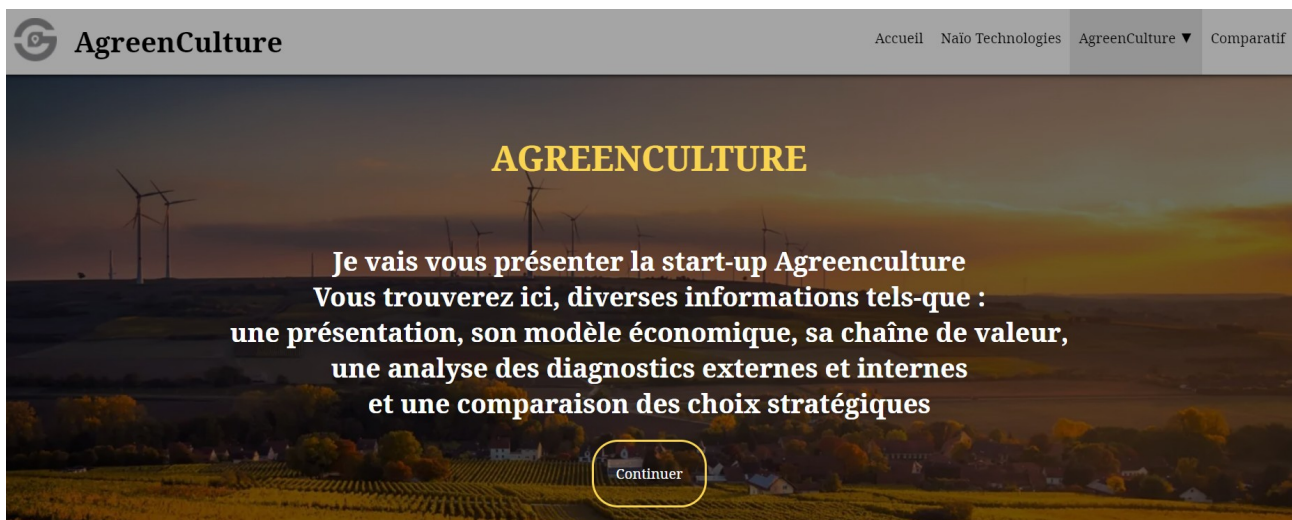 AgreenCulture
Accueil Naïo Technologies AgreenCulture ▼ Comparatif
AGREENCULTURE
Je vais vous présenter la start-up Agreenculture
Vous trouverez ici, diverses informations tels-que :
une présentation, son modèle économique, sa chaîne de valeur,
une analyse des diagnostics externes et internes
et une comparaison des choix stratégiques
Continuer